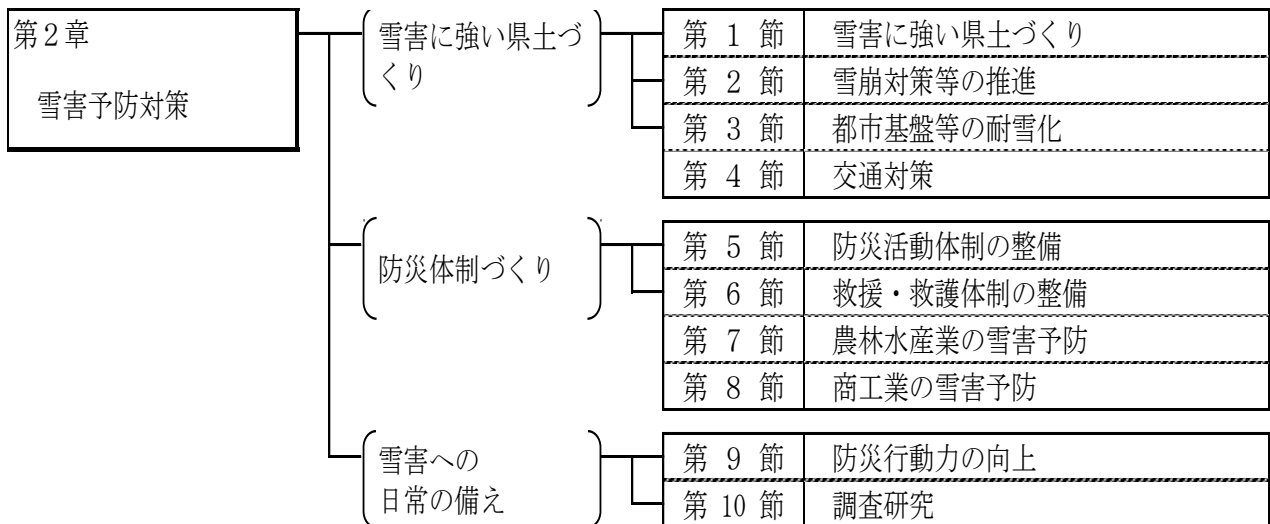 第2章
雪害予防対策
雪害に強い県土づ
くり
第 1 節 雪害に強い県土づくり
第 2 節 雪崩対策等の推進
第 3 節 都市基盤等の耐雪化
第 4 節 交通対策
防災体制づくり
第 5 節 防災活動体制の整備
第 6 節 救援・救護体制の整備
第 7 節 農林水産業の雪害予防
第 8 節 商工業の雪害予防
雪害への
日常の備え
第 9 節 防災行動力の向上
第 10 節 調査研究